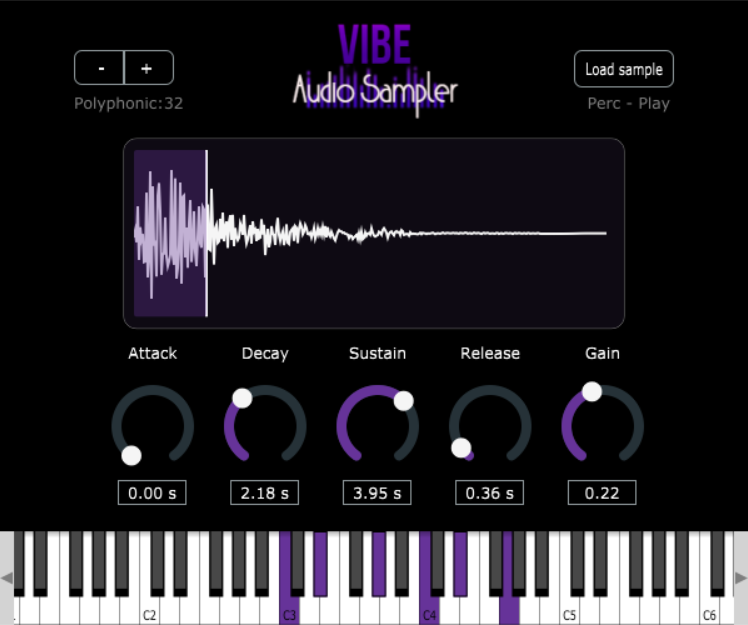 VIBE
Audio Sampler
- +
Load sample
Polyphonic:32
Perc - Play
Attack Decay Sustain Release Gain
0.00 s 2.18 s 3.95 s 0.36 s 0.22
C2 C3 C4 C5 C6